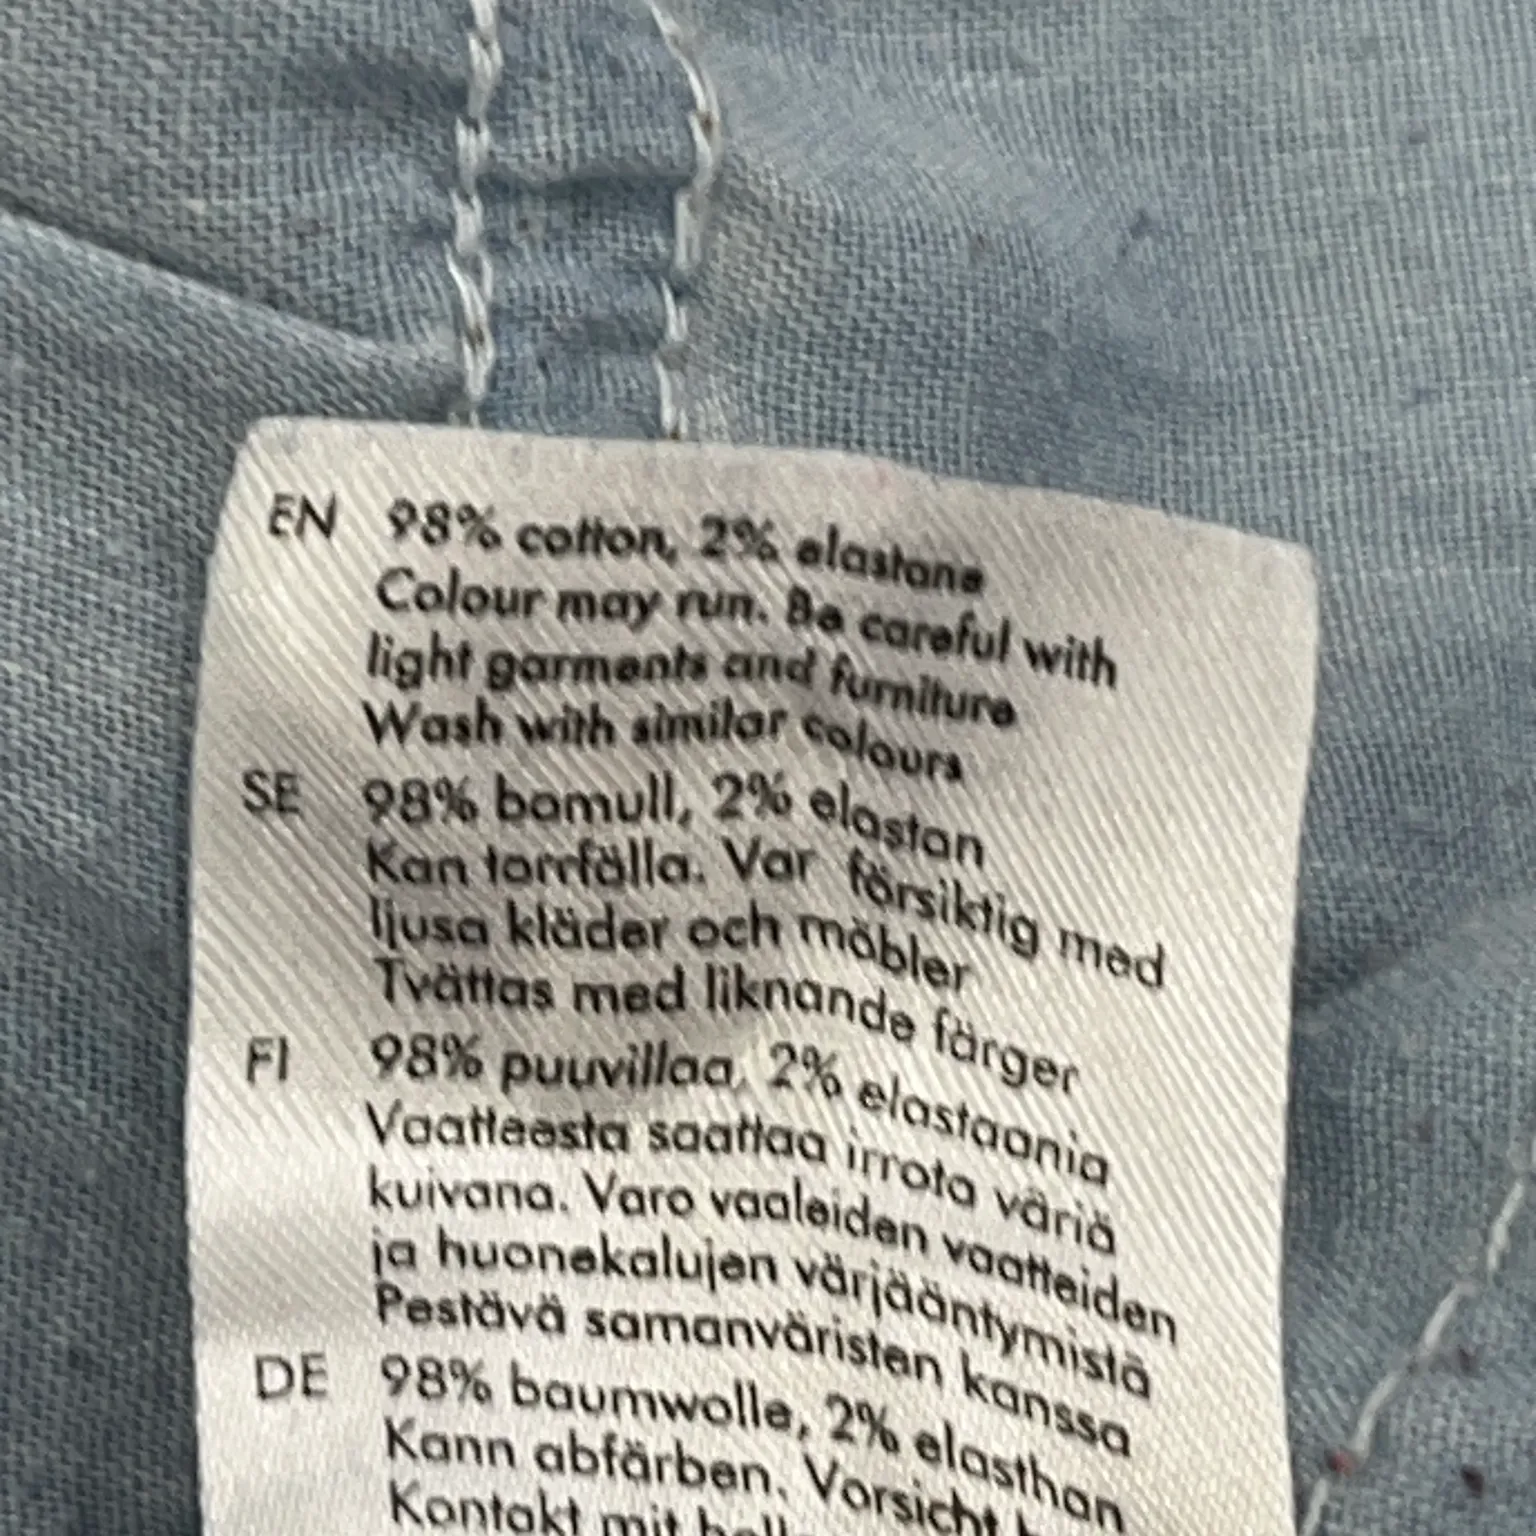 EN 98% cotton, 2% elastane
Colour may run. Be careful with
light garments and furniture
Wash with similar colours
SE 98% bomull, 2% elastan
Kan torrfälla. Var försiktig med
ljusa kläder och möbler
Tvättas med liknande färger
FI 98% puuvillaa, 2% elastaania
Vaatteesta saattaa irrota väriä
kuivana. Varo vaaleiden vaatteiden
ja huonekalujen värjääntymistä
Pestävä samanväristen kanssa
DE 98% baumwolle, 2% elasthan
Kann abfärben. Vorsicht
Kontakt mit